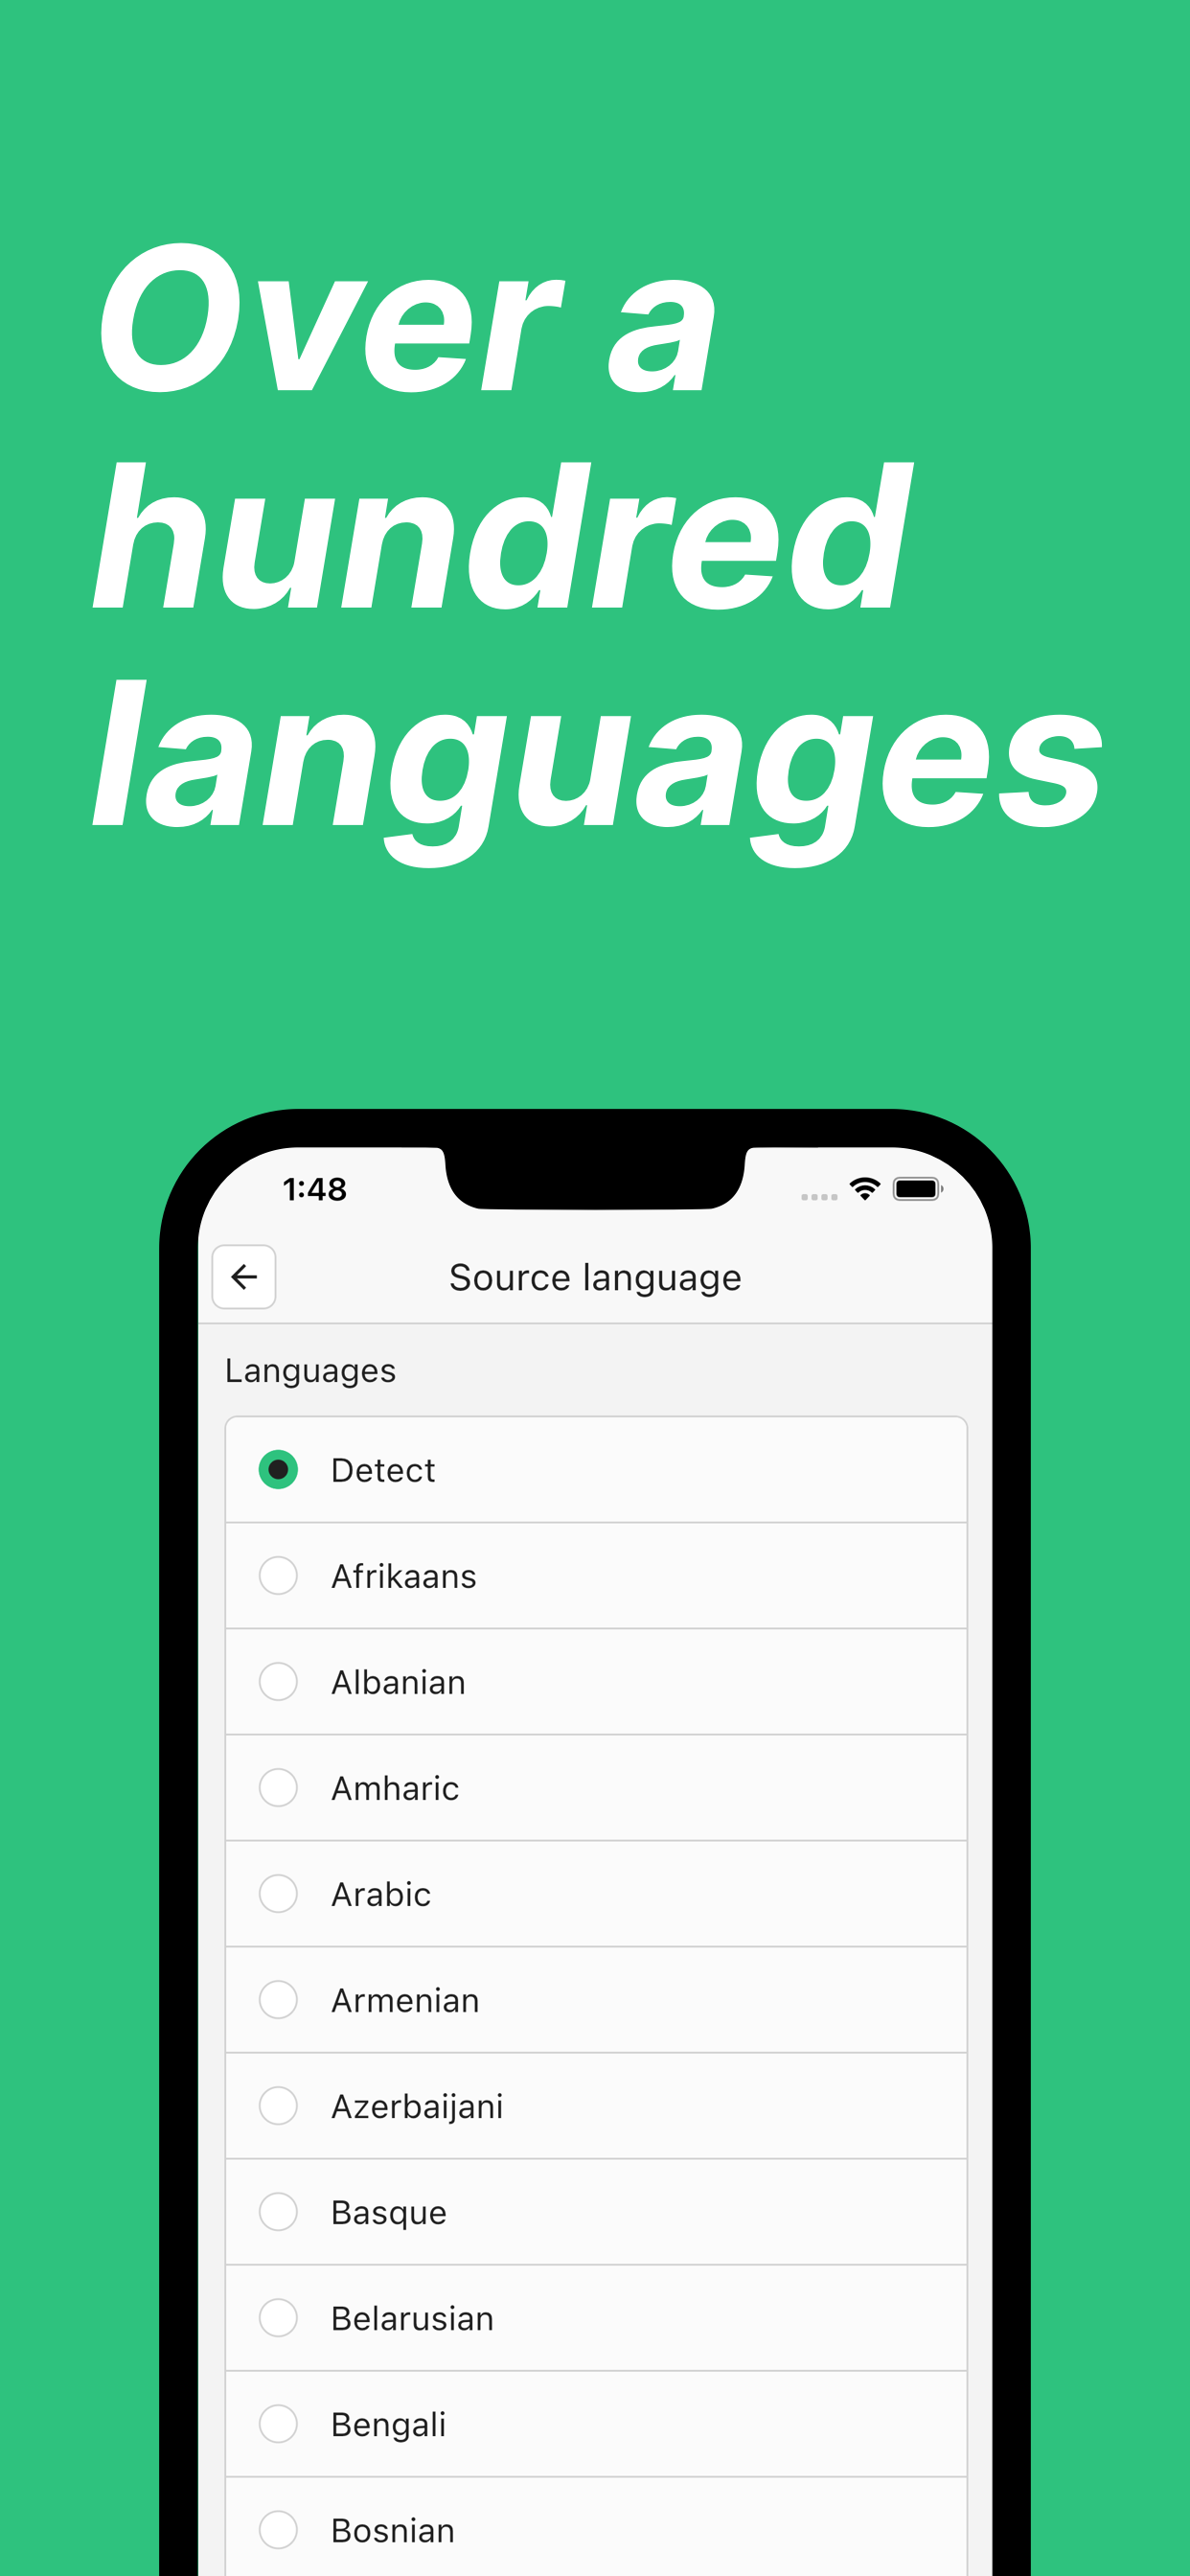 Over a
hundred
languages
1:48
Source language
Languages
Detect
Afrikaans
Albanian
Amharic
Arabic
Armenian
Azerbaijani
Basque
Belarusian
Bengali
Bosnian